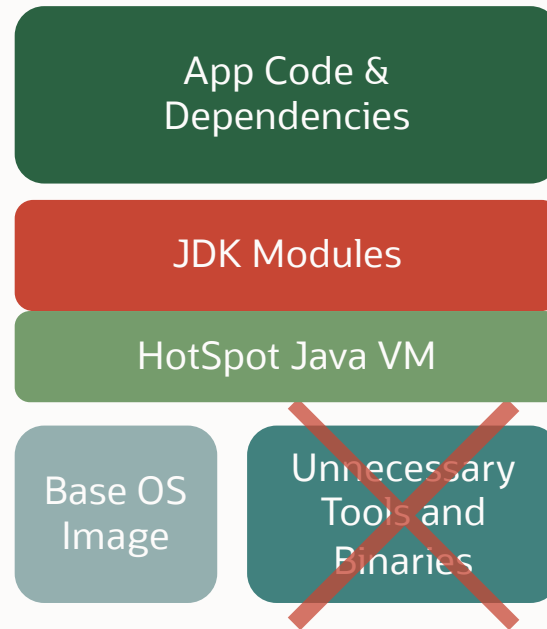 App Code &
Dependencies
JDK Modules
HotSpot Java VM
Base OS
Image
Unnecessary
Tools and
Binaries